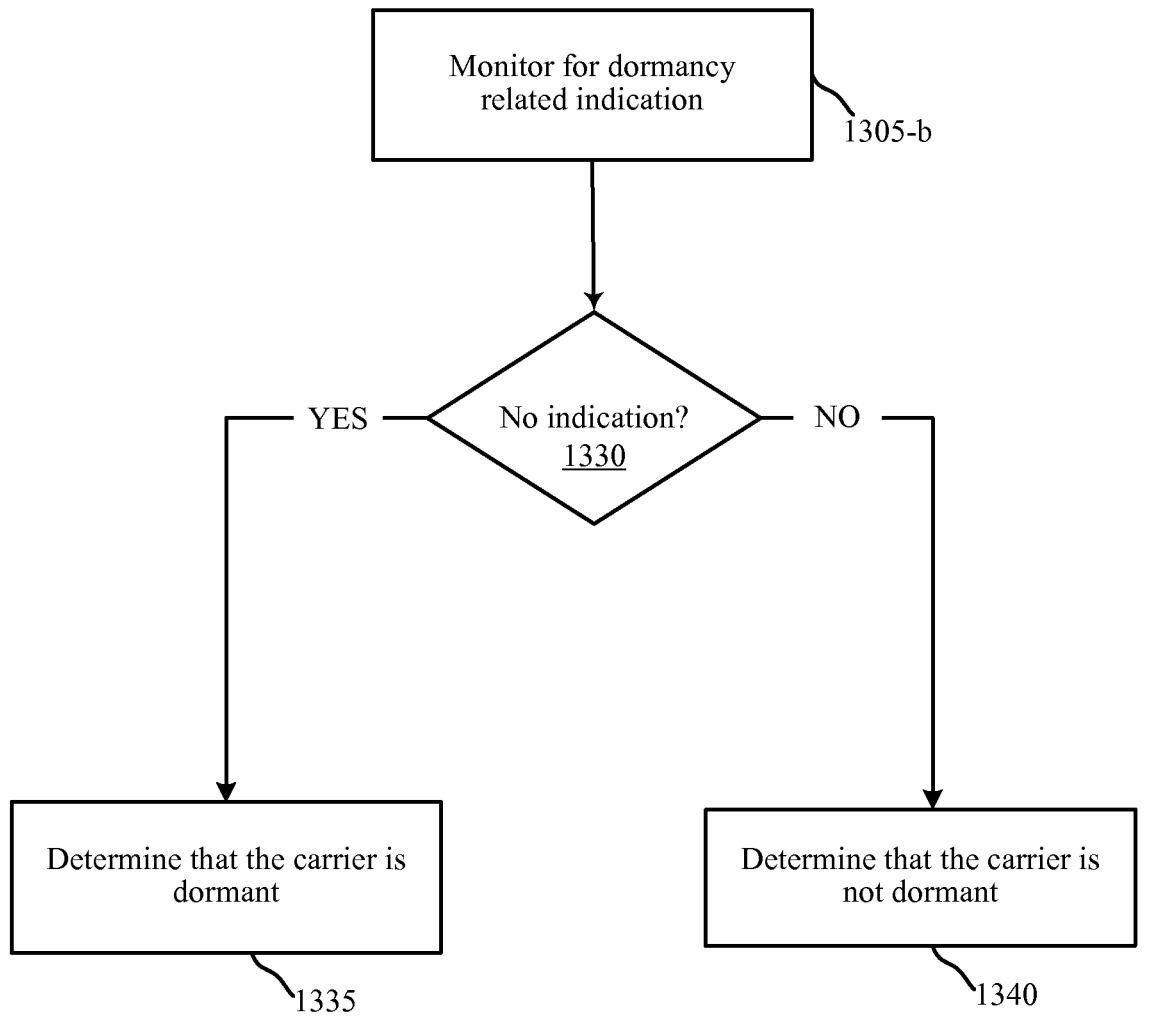 Monitor for dormancy
related indication
1305-b
YES
No indication?
1330
NO
Determine that the carrier is
dormant
1335
Determine that the carrier is
not dormant
1340